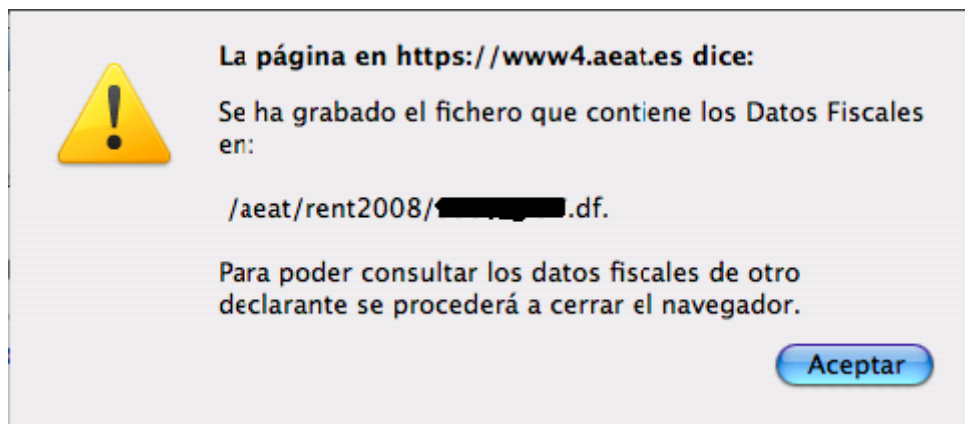 La página en https://www4.aeat.es dice:
Se ha grabado el fichero que contiene los Datos Fiscales
en:
/aeat/rent2008/ .df.
Para poder consultar los datos fiscales de otro
declarante se procederá a cerrar el navegador.
Aceptar